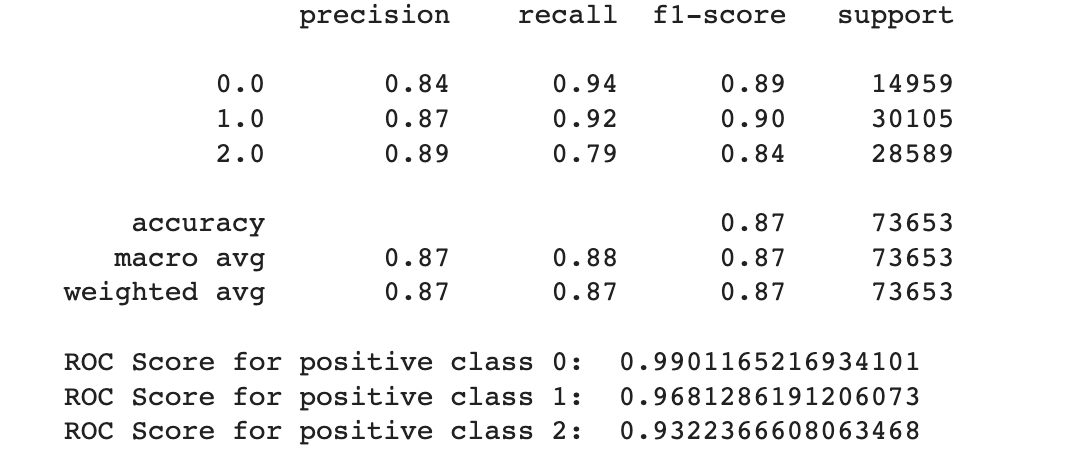 precision recall f1-score support
0.0 0.84 0.94 0.89 14959
1.0 0.87 0.92 0.90 30105
2.0 0.89 0.79 0.84 28589
accuracy 0.87 73653
macro avg 0.87 0.88 0.87 73653
weighted avg 0.87 0.87 0.87 73653
ROC Score for positive class 0: 0.9901165216934101
ROC Score for positive class 1: 0.9681286191206073
ROC Score for positive class 2: 0.9322366608063468